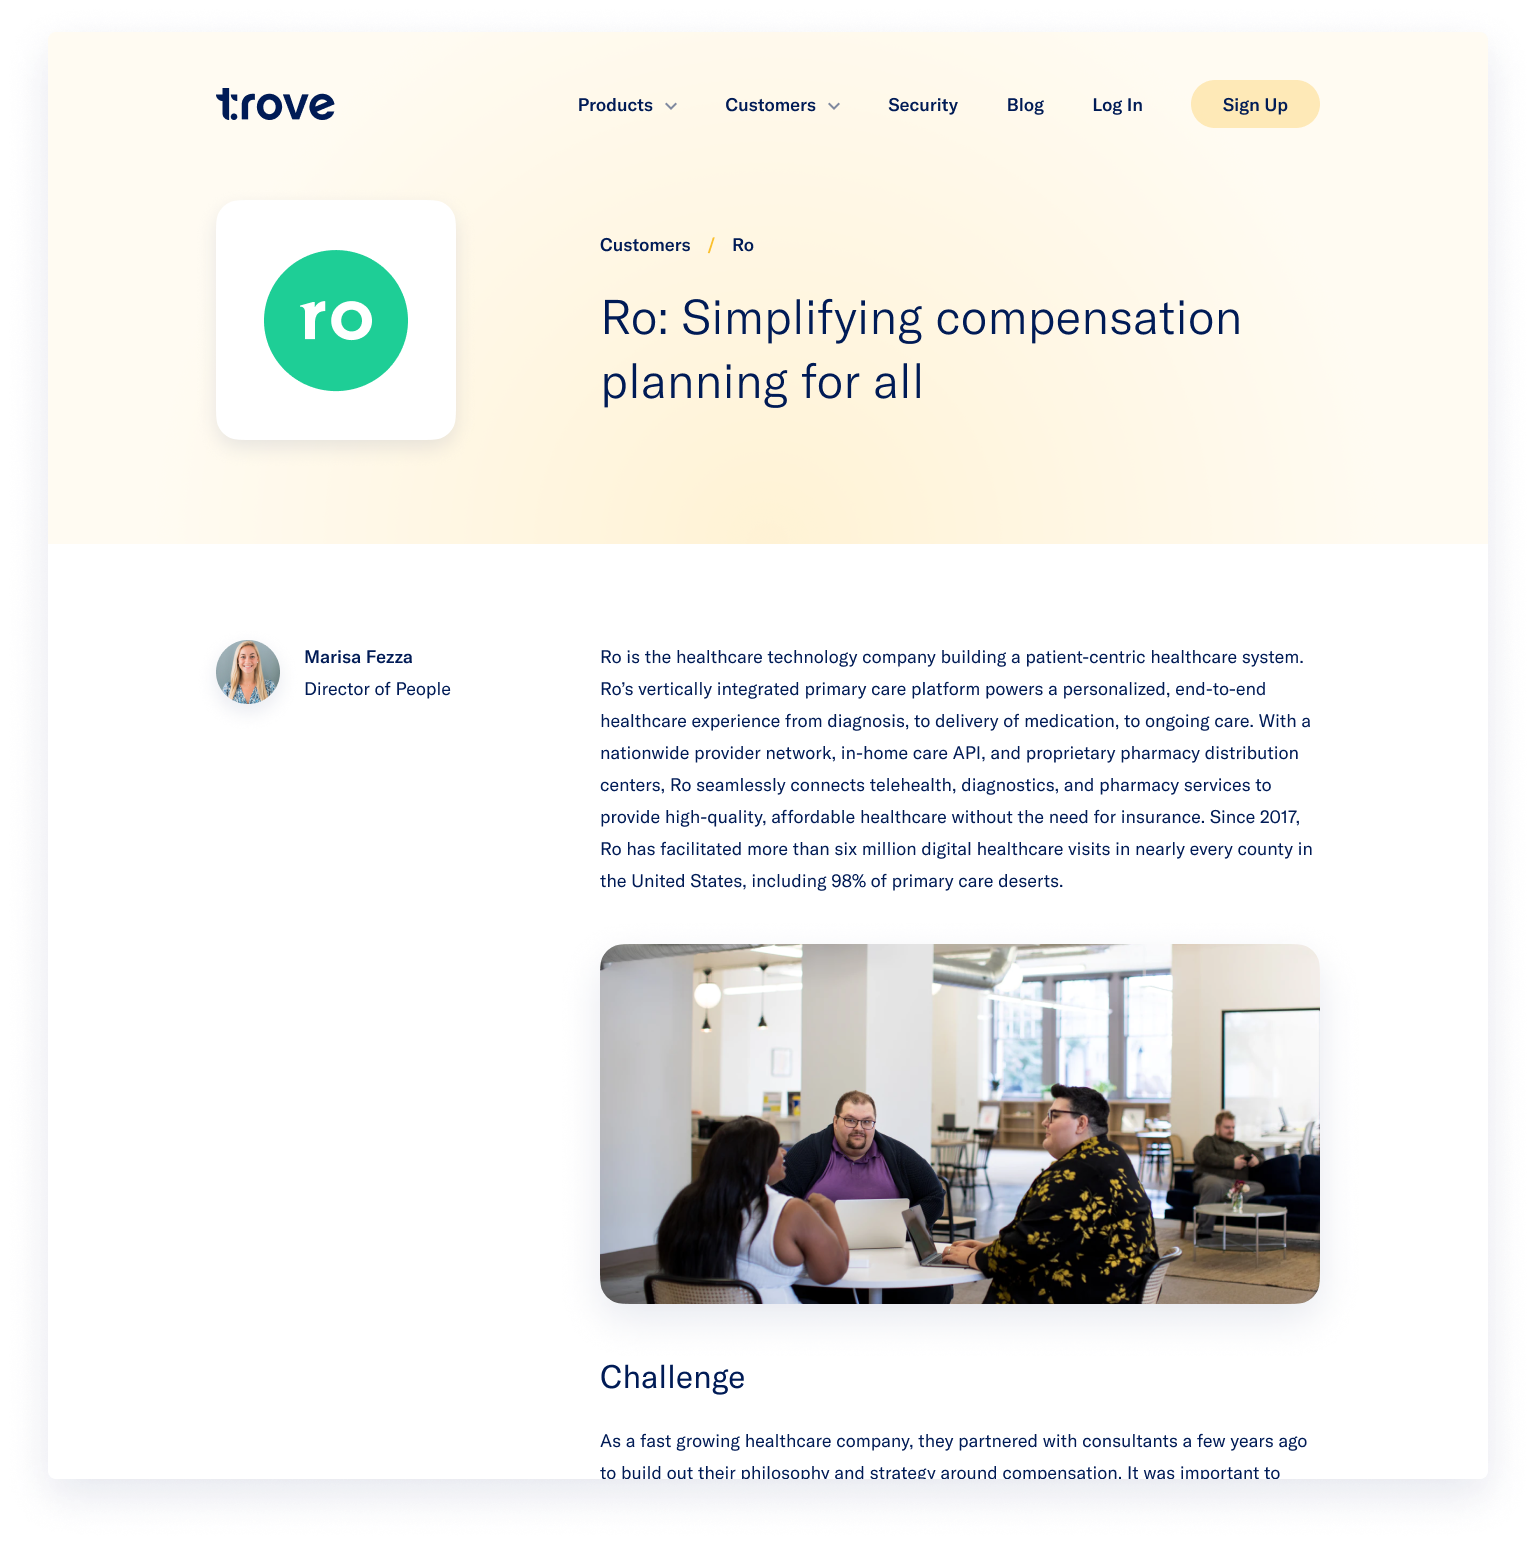 trove
Products
Customers
Security
Blog
Log In
Sign Up
ro
Customers / Ro
Ro: Simplifying compensation
planning for all
Marisa Fezza
Director of People
Ro is the healthcare technology company building a patient-centric healthcare system.
Ro’s vertically integrated primary care platform powers a personalized, end-to-end
healthcare experience from diagnosis, to delivery of medication, to ongoing care. With a
nationwide provider network, in-home care API, and proprietary pharmacy distribution
centers, Ro seamlessly connects telehealth, diagnostics, and pharmacy services to
provide high-quality, affordable healthcare without the need for insurance. Since 2017,
Ro has facilitated more than six million digital healthcare visits in nearly every county in
the United States, including 98% of primary care deserts.
Challenge
As a fast growing healthcare company, they partnered with consultants a few years ago
to build out their philosophy and strategy around compensation. It was important to